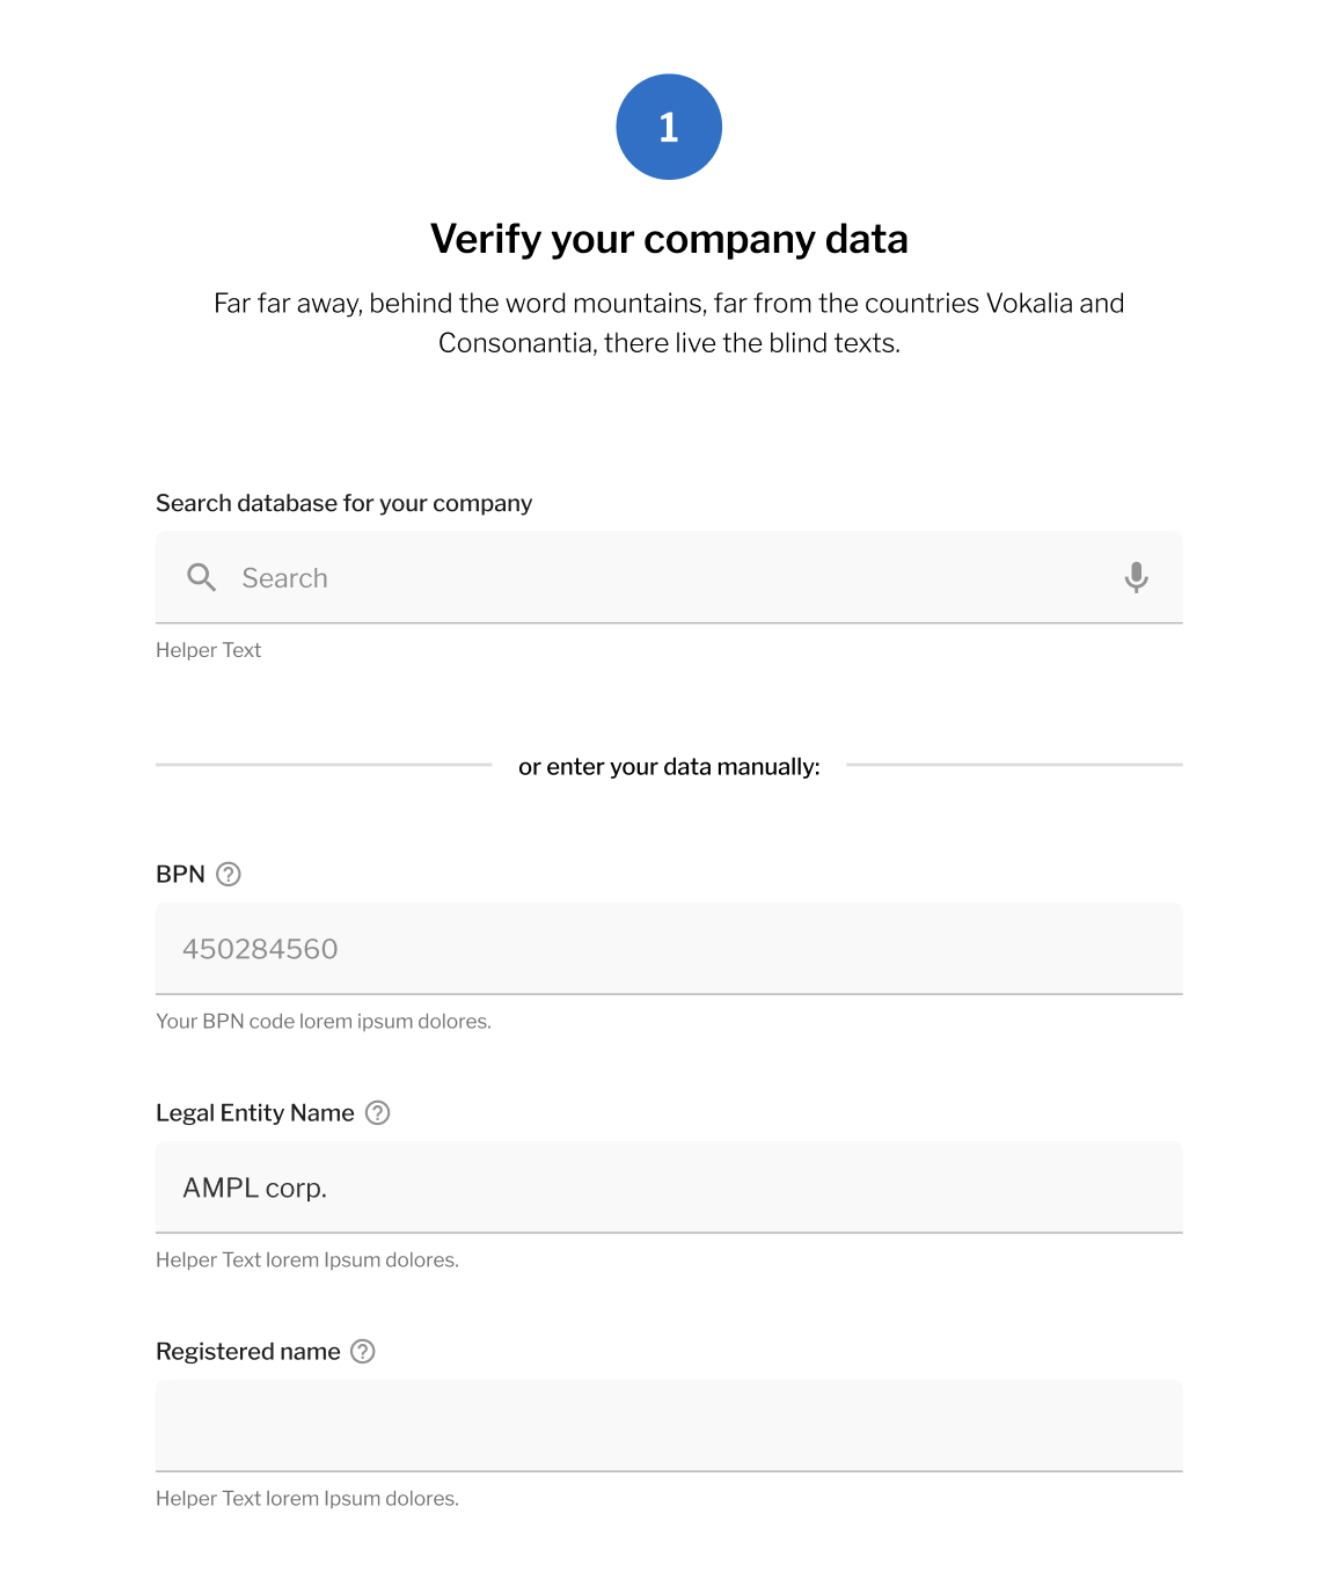 1
Verify your company data
Far far away, behind the word mountains, far from the countries Vokalia and
Consonantia, there live the blind texts.
Search database for your company
Search
Helper Text
or enter your data manually:
BPN ?
450284560
Your BPN code lorem ipsum dolores.
Legal Entity Name ?
AMPL corp.
Helper Text lorem Ipsum dolores.
Registered name ?
Helper Text lorem Ipsum dolores.